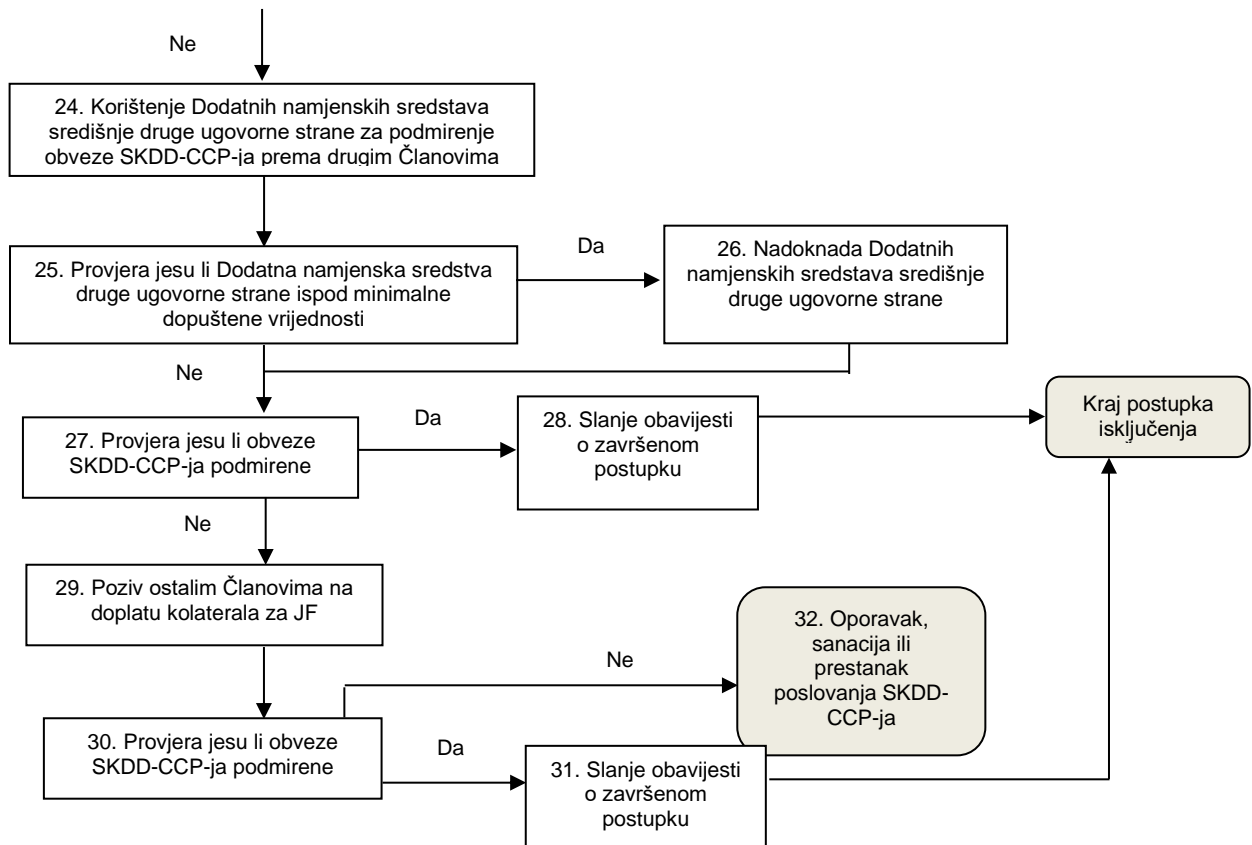 Ne
24. Korištenje Dodatnih namjenskih sredstava
središnje druge ugovorne strane za podmirenje
obveze SKDD-CCP-ja prema drugim Članovima
25. Provjera jesu li Dodatna namjenska sredstva
druge ugovorne strane ispod minimalne
dopuštene vrijednosti
Da
26. Nadoknada Dodatnih
namjenskih sredstava središnje
druge ugovorne strane
Ne
27. Provjera jesu li obveze
SKDD-CCP-ja podmirene
Da
28. Slanje obavijesti
o završenom
postupku
Kraj postupka
isključenja
Ne
29. Poziv ostalim Članovima na
doplatu kolaterala za JF
Ne
32. Oporavak,
sanacija ili
prestanak
poslovanja SKDD-
CCP-ja
30. Provjera jesu li obveze
SKDD-CCP-ja podmirene
Da
31. Slanje obavijesti
o završenom
postupku